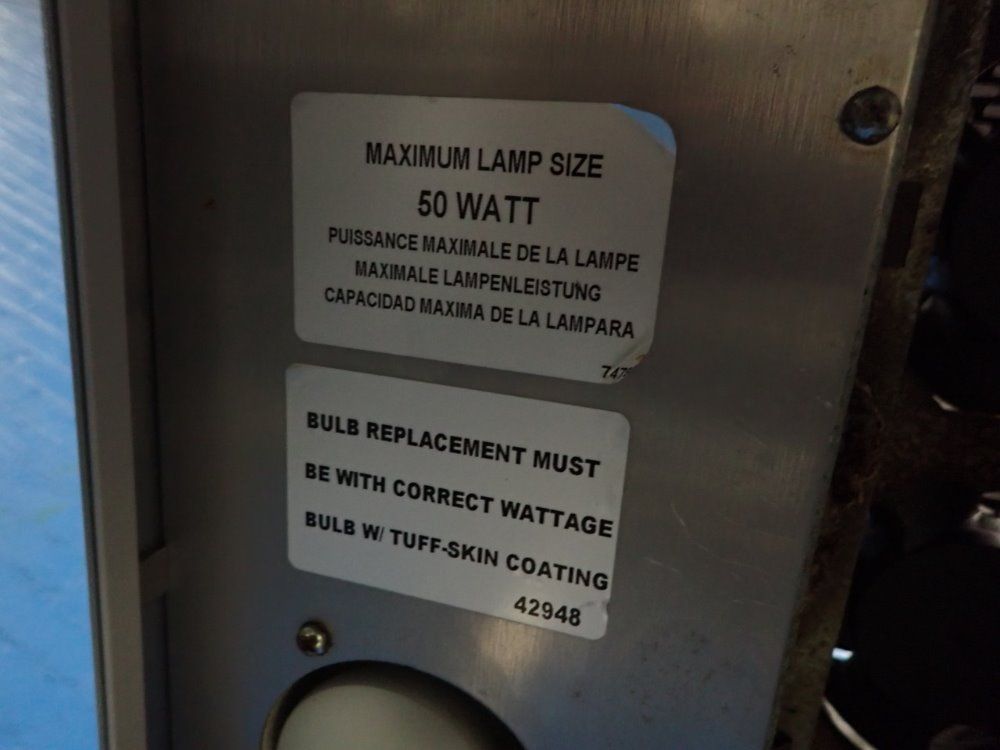 MAXIMUM LAMP SIZE
50 WATT
PUISSANCE MAXIMALE DE LA LAMPE
MAXIMALE LAMPENLEISTUNG
CAPACIDAD MAXIMA DE LA LAMPARA
BULB REPLACEMENT MUST
BE WITH CORRECT WATTAGE
BULB W/ TUFF-SKIN COATING
42948